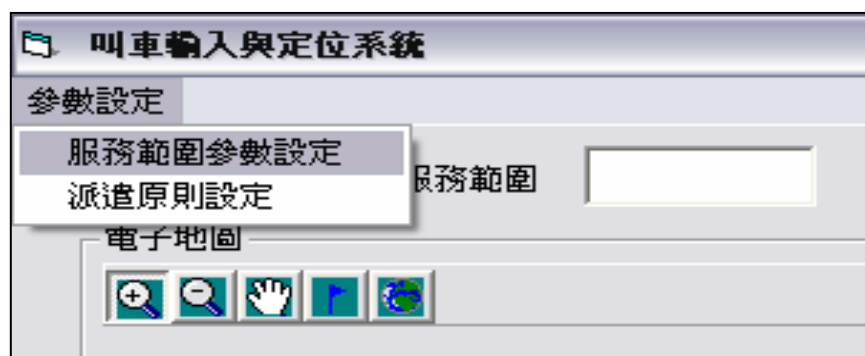 叫車輸入與定位系統
參數設定
服務範圍參數設定
派遣原則設定
服務範圍
電子地圖